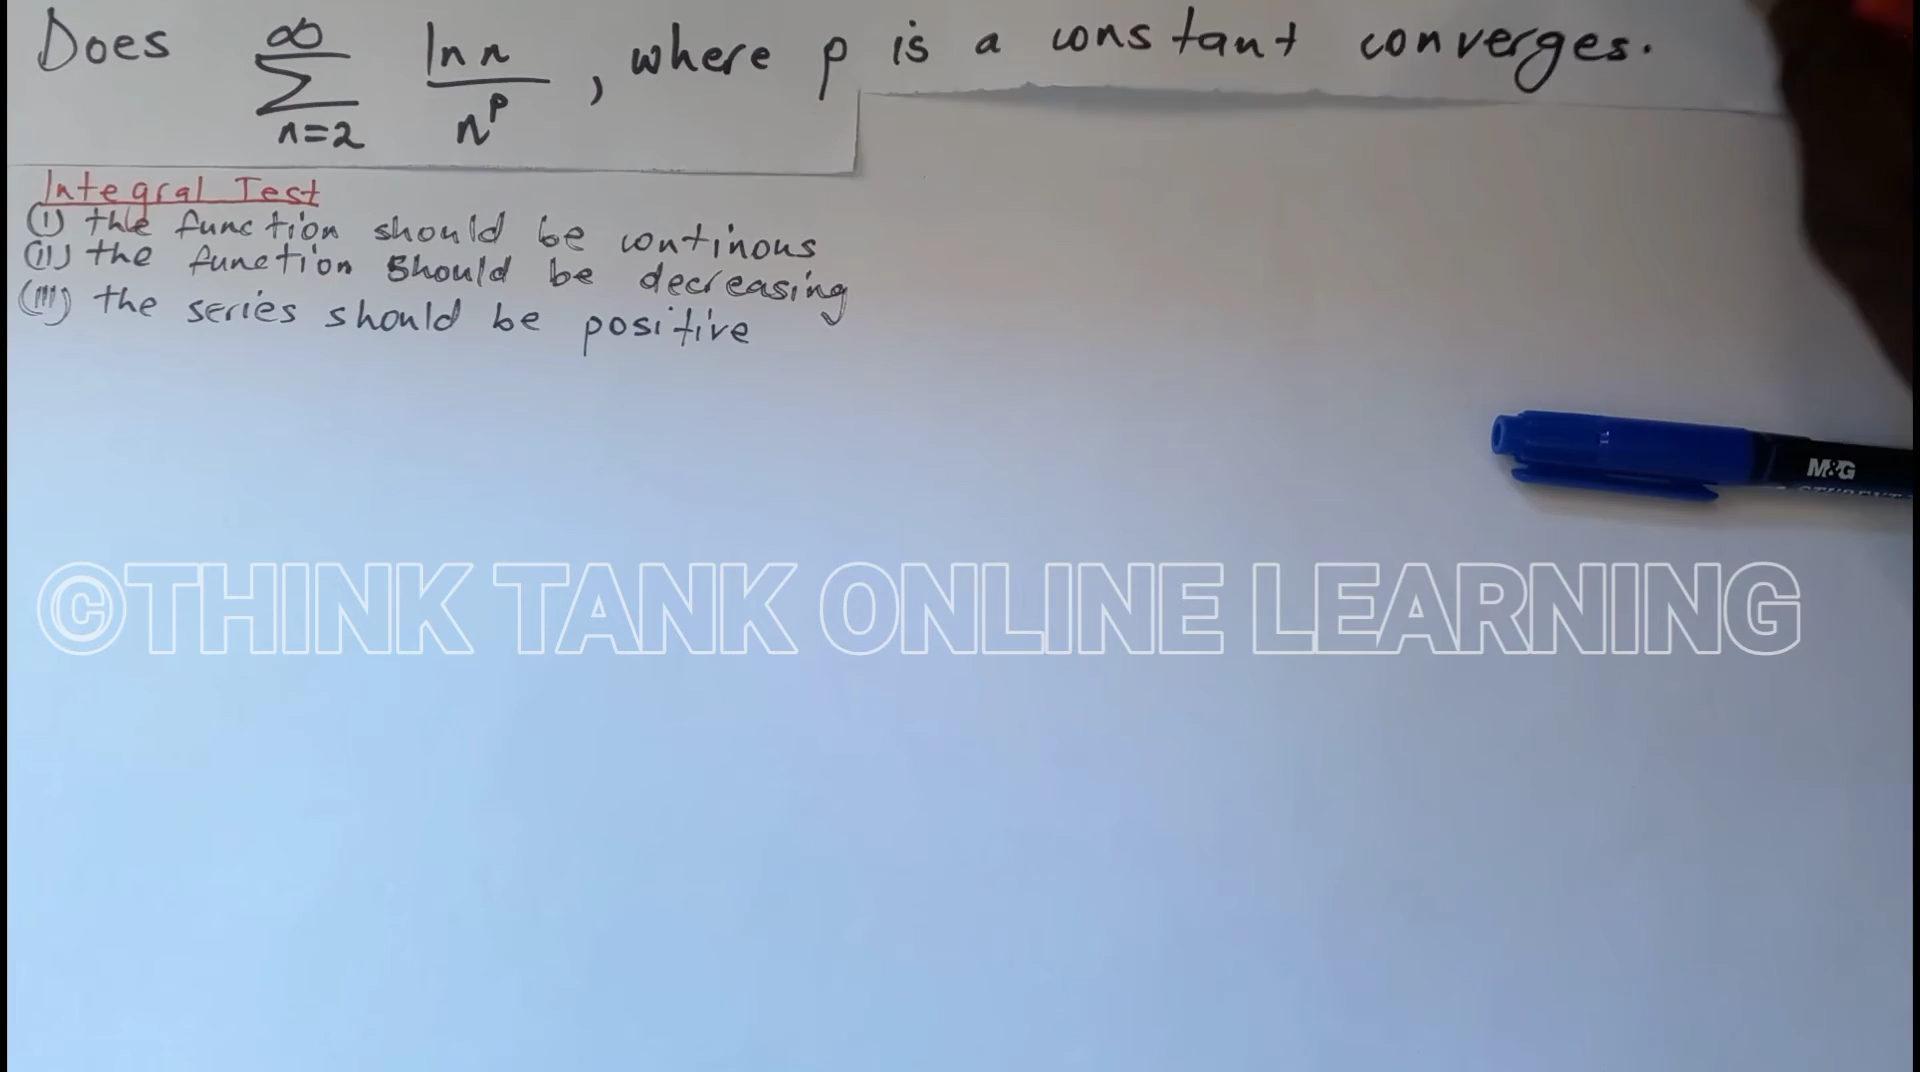 Does ∞ ∑ n=2 ln n / n^p , where p is a constant converges.
Integral Test
(I) the function should be continous
(II) the function should be decreasing
(III) the series should be positive
M&G
©THINK TANK ONLINE LEARNING